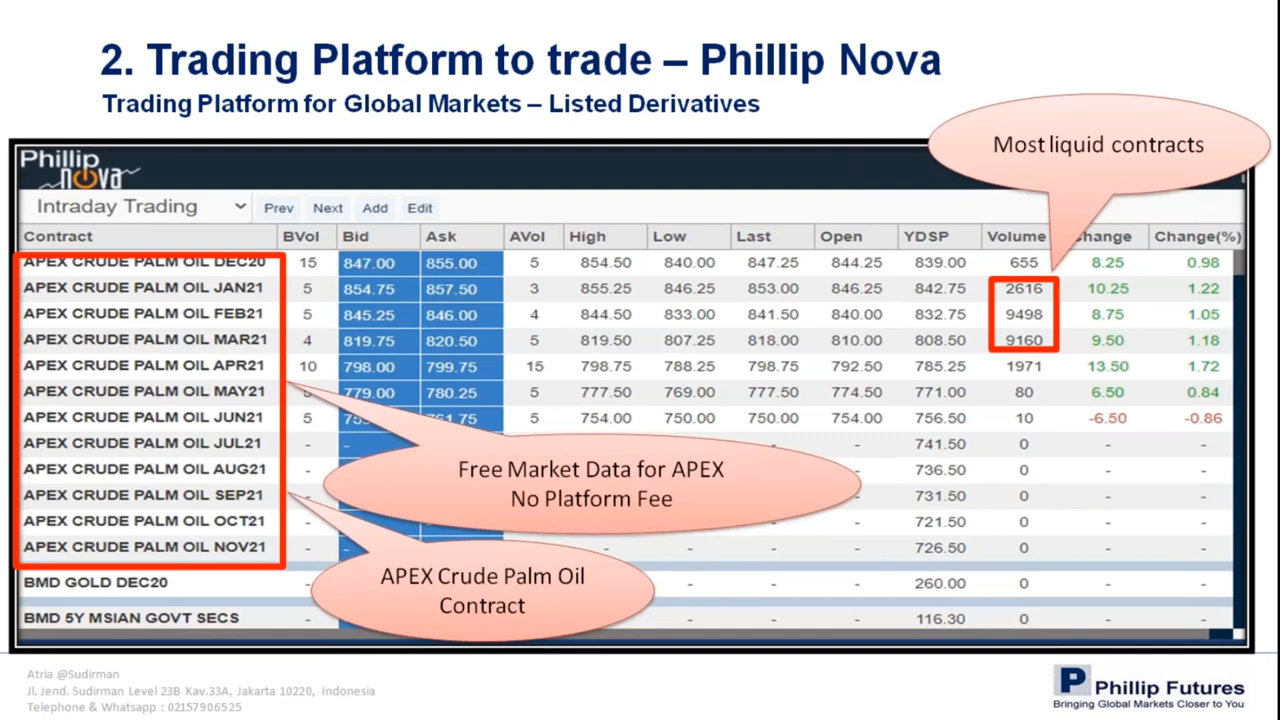 2. Trading Platform to trade – Phillip Nova
Trading Platform for Global Markets – Listed Derivatives
Most liquid contracts
Phillip
nova
Intraday Trading Prev Next Add Edit
Contract BVol Bid Ask AVol High Low Last Open YDSP Volume Change Change(%)
APEX CRUDE PALM OIL DEC20 15 847.00 855.00 5 854.50 840.00 847.25 844.25 839.00 655 8.25 0.98
APEX CRUDE PALM OIL JAN21 5 854.75 857.50 3 855.25 846.25 853.00 846.25 842.75 2616 10.25 1.22
APEX CRUDE PALM OIL FEB21 5 845.25 846.00 4 844.50 833.00 841.50 840.00 832.75 9498 8.75 1.05
APEX CRUDE PALM OIL MAR21 4 819.75 820.50 5 819.50 807.25 818.00 810.00 808.50 9160 9.50 1.18
APEX CRUDE PALM OIL APR21 10 798.00 799.75 15 798.75 788.25 798.75 792.50 785.25 1971 13.50 1.72
APEX CRUDE PALM OIL MAY21 5 779.00 780.25 5 777.50 769.00 777.50 774.50 771.00 80 6.50 0.84
APEX CRUDE PALM OIL JUN21 5 5 754.00 750.00 750.00 754.00 756.50 10 -6.50 -0.86
APEX CRUDE PALM OIL JUL21 - - - - 741.50 0 - -
APEX CRUDE PALM OIL AUG21 - 736.50 0 - -
APEX CRUDE PALM OIL SEP21 - 731.50 0 - -
APEX CRUDE PALM OIL OCT21 - - - - 721.50 0 - -
APEX CRUDE PALM OIL NOV21 - - - - - - 726.50 0 - -
Free Market Data for APEX
No Platform Fee
BMD GOLD DEC20 - - - - 260.00 0 - -
BMD 5Y MSIAN GOVT SECS - - - - 116.30 0 - -
APEX Crude Palm Oil
Contract
Atria @Sudirman
Jl. Jend. Sudirman Level 23B Kav.33A, Jakarta 10220, Indonesia
Telephone & Whatsapp : 02157906525
P Phillip Futures
Bringing Global Markets Closer to You